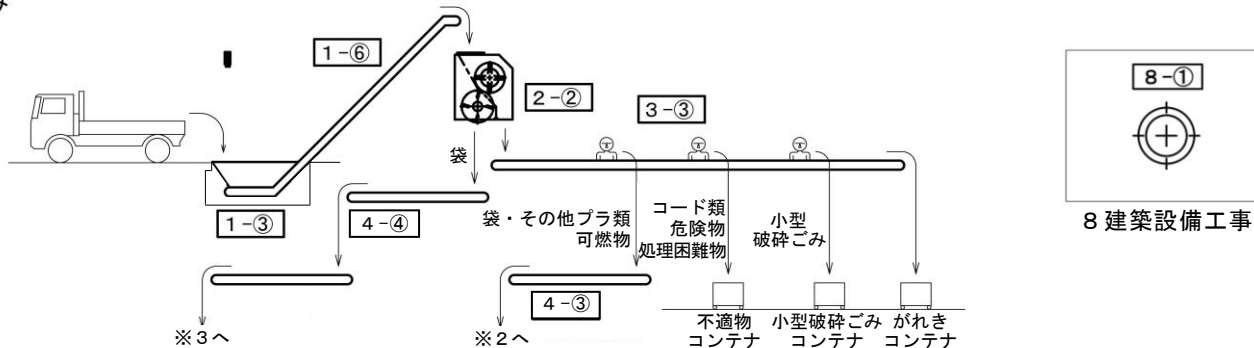 1-⑥
8-①
2-②
3-③
袋
コード類
危険物
処理困難物
袋・その他プラ類
可燃物
小型
破砕ごみ
1-③
4-④
8建築設備工事
4-③
※3へ
※2へ
不適物
コンテナ
小型破砕ごみ
コンテナ
がれき
コンテナ